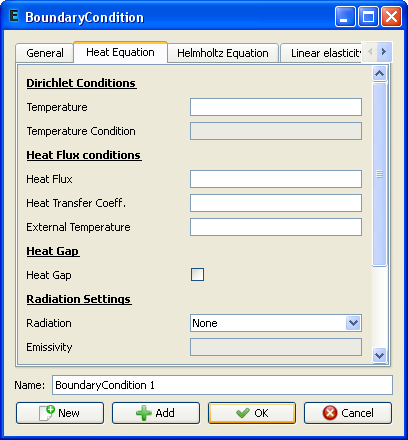 E BoundaryCondition
General Heat Equation Helmholtz Equation Linear elasticity
Dirichlet Conditions
Temperature
Temperature Condition
Heat Flux conditions
Heat Flux
Heat Transfer Coeff.
External Temperature
Heat Gap
Heat Gap
Radiation Settings
Radiation None
Emissivity
Name: BoundaryCondition 1
New Add OK Cancel